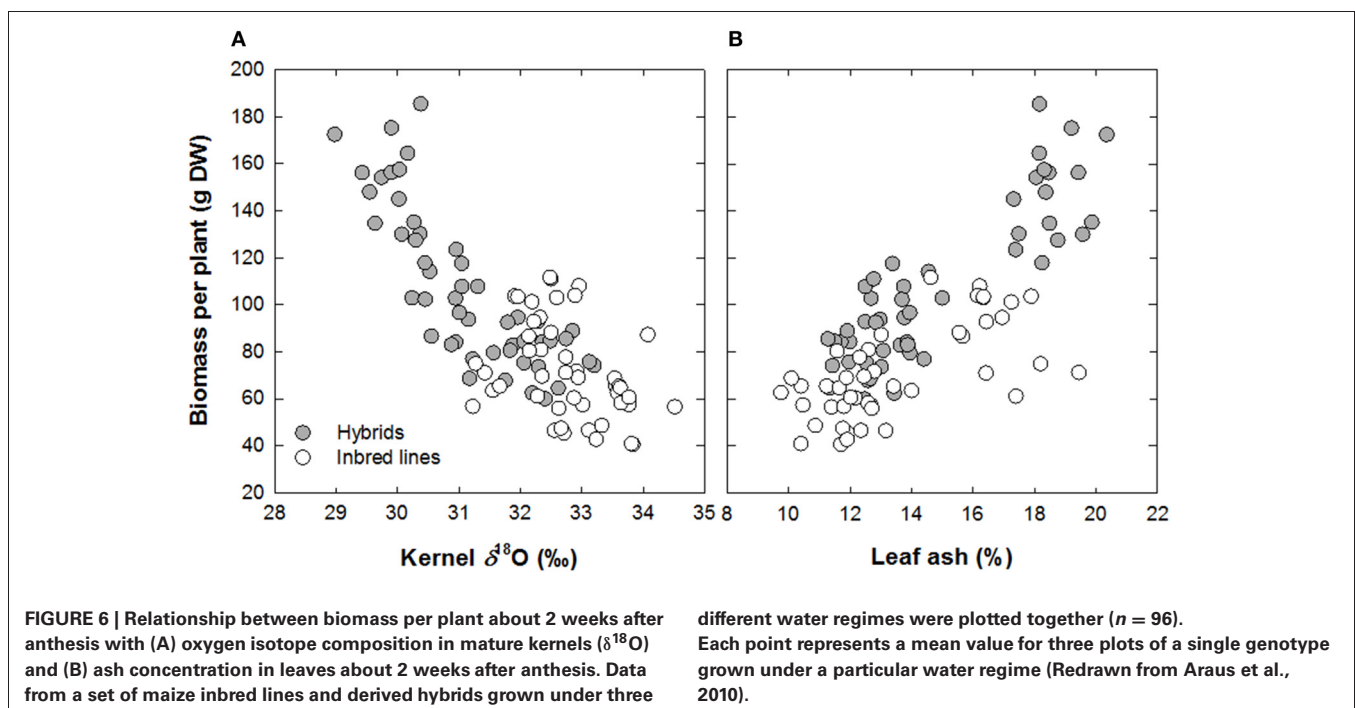 A
B
200
180
160
140
120
100
80
60
40
20
Biomass per plant (g DW)
Hybrids
Inbred lines
28 29 30 31 32 33 34 35
8 10 12 14 16 18 20 22
Kernel δ¹⁸O (‰)
Leaf ash (%)
FIGURE 6 | Relationship between biomass per plant about 2 weeks after
anthesis with (A) oxygen isotope composition in mature kernels (δ¹⁸O)
and (B) ash concentration in leaves about 2 weeks after anthesis. Data
from a set of maize inbred lines and derived hybrids grown under three
different water regimes were plotted together (n = 96).
Each point represents a mean value for three plots of a single genotype
grown under a particular water regime (Redrawn from Araus et al.,
2010).